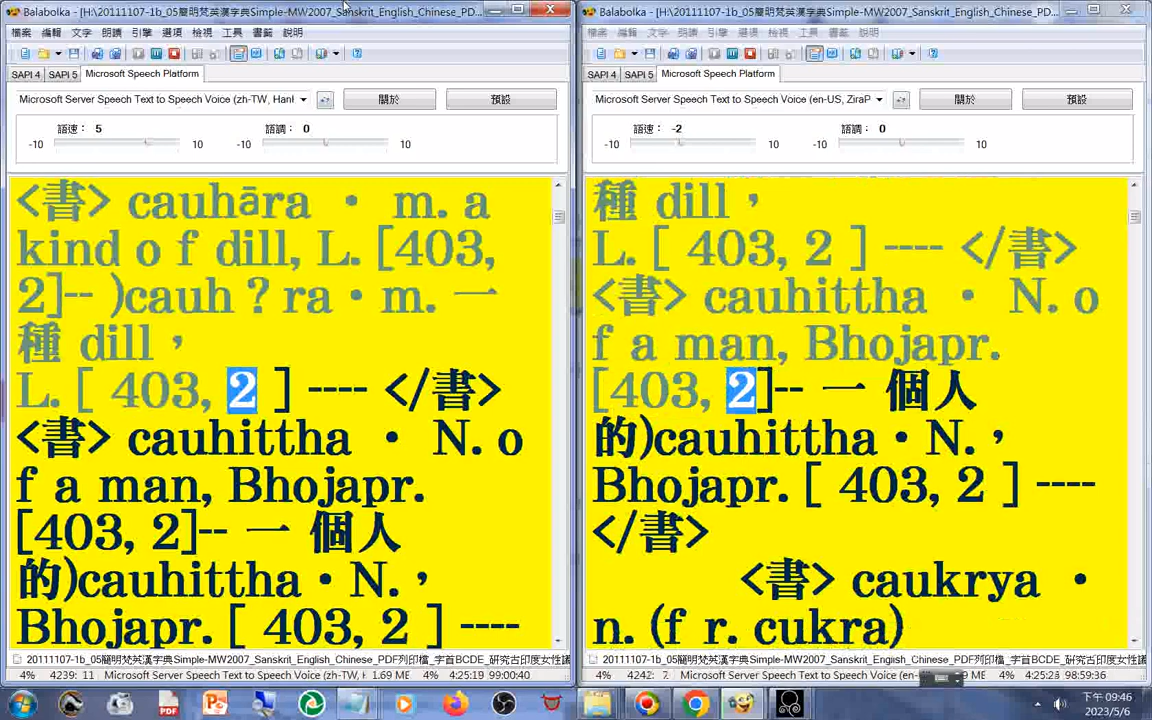 Balabolka - [H:\20111107-1b_05簡明梵英漢字典Simple-MW2007_Sanskrit_English_Chinese_PD...
檔案 編輯 文字 朗讀 引擎 選項 檢視 工具 書籤 說明
SAPI 4 SAPI 5 Microsoft Speech Platform
Microsoft Server Speech Text to Speech Voice (zh-TW, Hanl 關於 預設
語速： 5 語調： 0
-10 10 -10 10
<書> cauhāra ・ m. a
kind o f dill, L. [403,
2]-- )cauh？ra・m. 一
種 dill，
L. [ 403, 2 ] ---- </書>
<書> cauhittha ・ N. o
f a man, Bhojapr.
[403, 2]-- 一 個人
的)cauhittha・N.，
Bhojapr. [ 403, 2 ] ----
20111107-1b_05簡明梵英漢字典Simple-MW2007_Sanskrit_English_Chinese_PDF列印檔_字首BCDE_研究古印度女性議
4% 4239: 11 Microsoft Server Speech Text to Speech Voice (zh-TW, H 1.69 ME 4% 4:25:19 99:00:40
Balabolka - [H:\20111107-1b_05簡明梵英漢字典Simple-MW2007_Sanskrit_English_Chinese_PD...
檔案 編輯 文字 朗讀 引擎 選項 檢視 工具 書籤 說明
SAPI 4 SAPI 5 Microsoft Speech Platform
Microsoft Server Speech Text to Speech Voice (en-US, ZiraP 關於 預設
語速： -2 語調： 0
-10 10 -10 10
種 dill，
L. [ 403, 2 ] ---- </書>
<書> cauhittha ・ N. o
f a man, Bhojapr.
[403, 2]-- 一 個人
的)cauhittha・N.，
Bhojapr. [ 403, 2 ] ----
</書>
<書> caukrya ・
n. (f r. cukra)
20111107-1b_05簡明梵英漢字典Simple-MW2007_Sanskrit_English_Chinese_PDF列印檔_字首BCDE_研究古印度女性議
4% 4242: Microsoft Server Speech Text to Speech Voice ME 4% 4:25:23 98:59:36
PDF
下午 09:46
2023/5/6